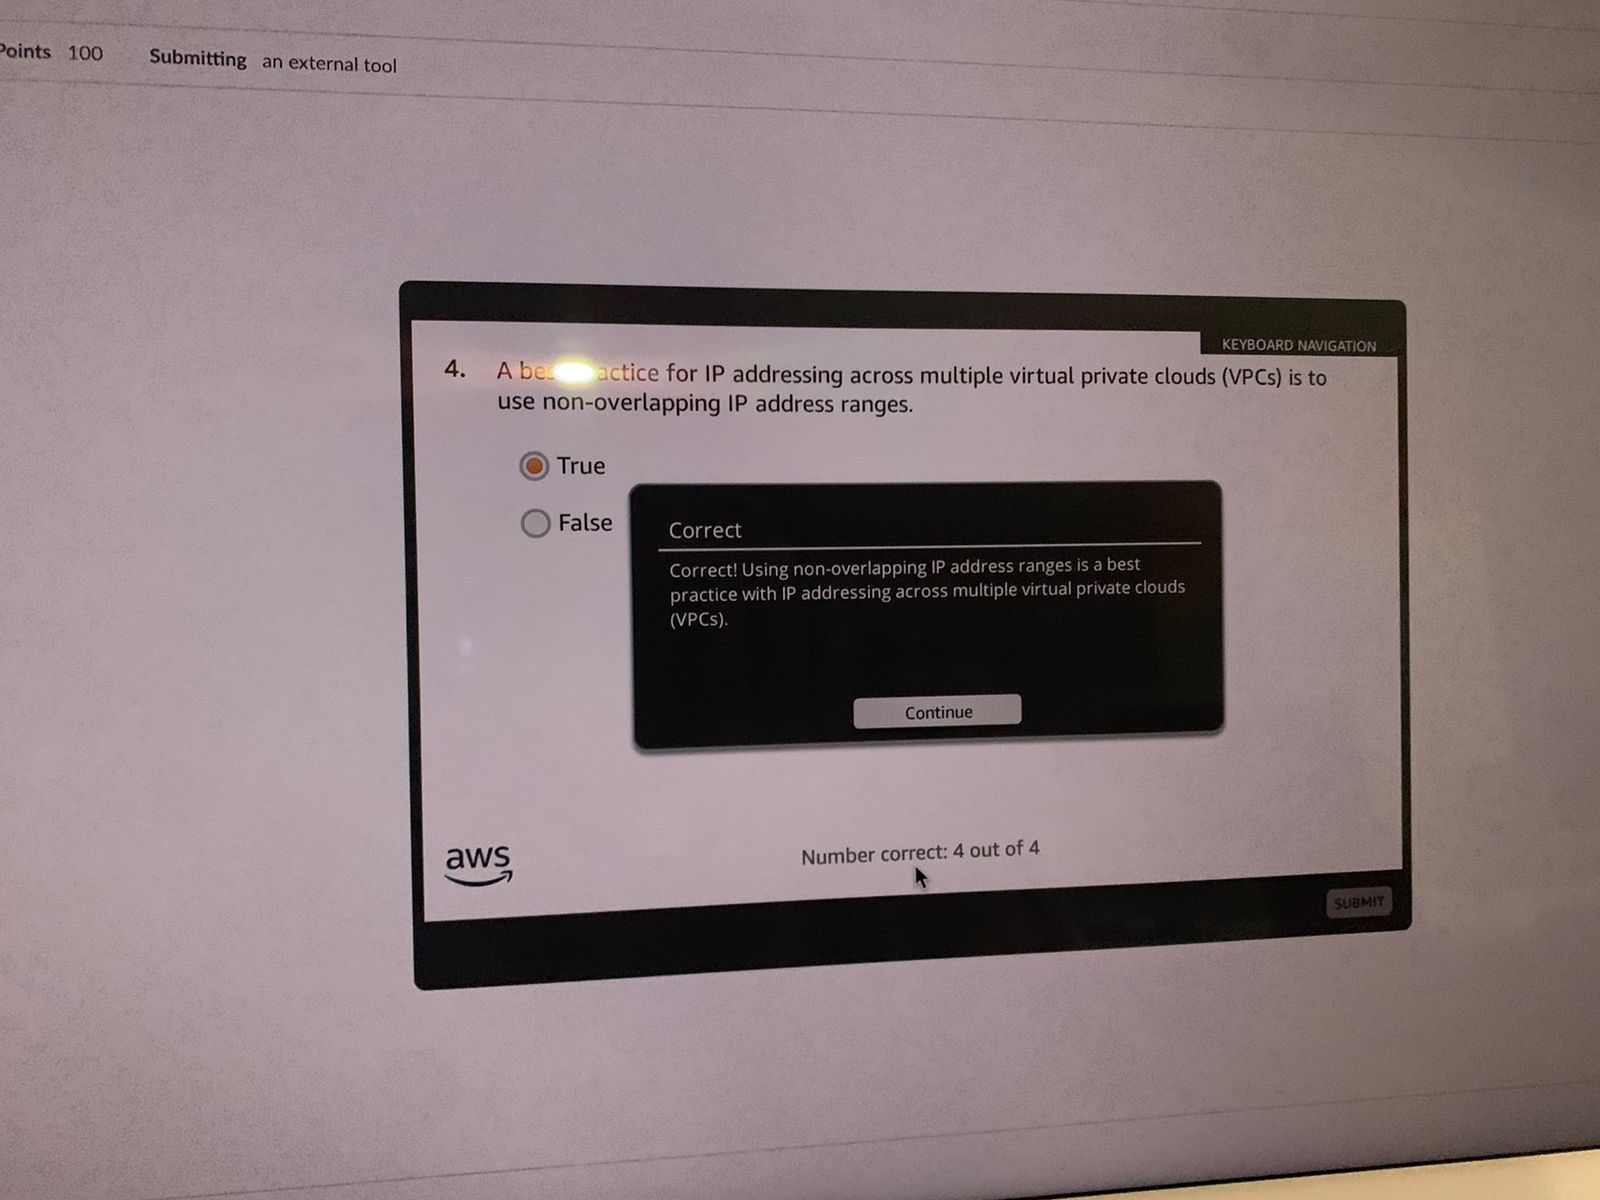 Points 100 Submitting an external tool
KEYBOARD NAVIGATION
4. A actice for IP addressing across multiple virtual private clouds (VPCs) is to
use non-overlapping IP address ranges.
True
False
Correct
Correct! Using non-overlapping IP address ranges is a best
practice with IP addressing across multiple virtual private clouds
(VPCs).
Continue
aws
Number correct: 4 out of 4
SUBMIT